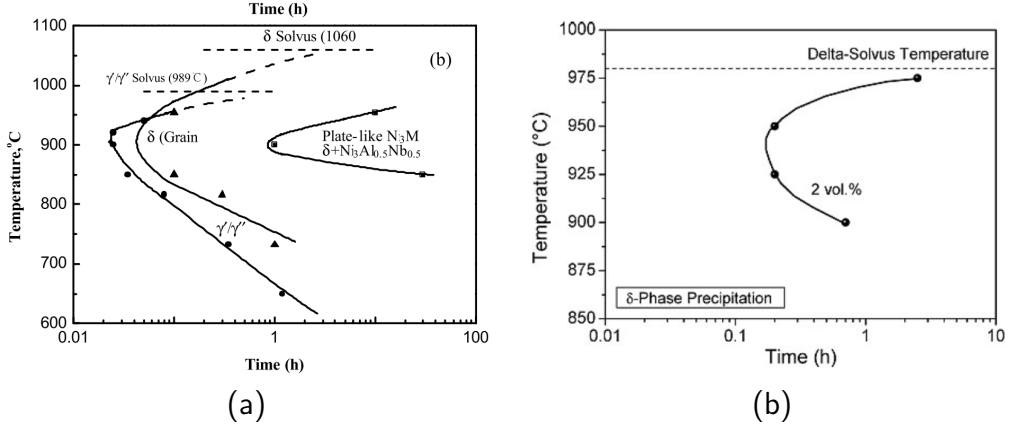 Time (h)
1100
1000
900
800
700
600
Temperature,°C
δ Solvus (1060
(b)
γ'/γ'' Solvus (989 C)
δ (Grain
Plate-like N₃M
δ+Ni₃Al₀.₅Nb₀.₅
γ'/γ''
0.01
0.1
1
10
100
Time (h)
(a)
1000
975
950
925
900
875
850
Temperature (°C)
Delta-Solvus Temperature
2 vol.%
δ-Phase Precipitation
0.01
0.1
1
10
Time (h)
(b)